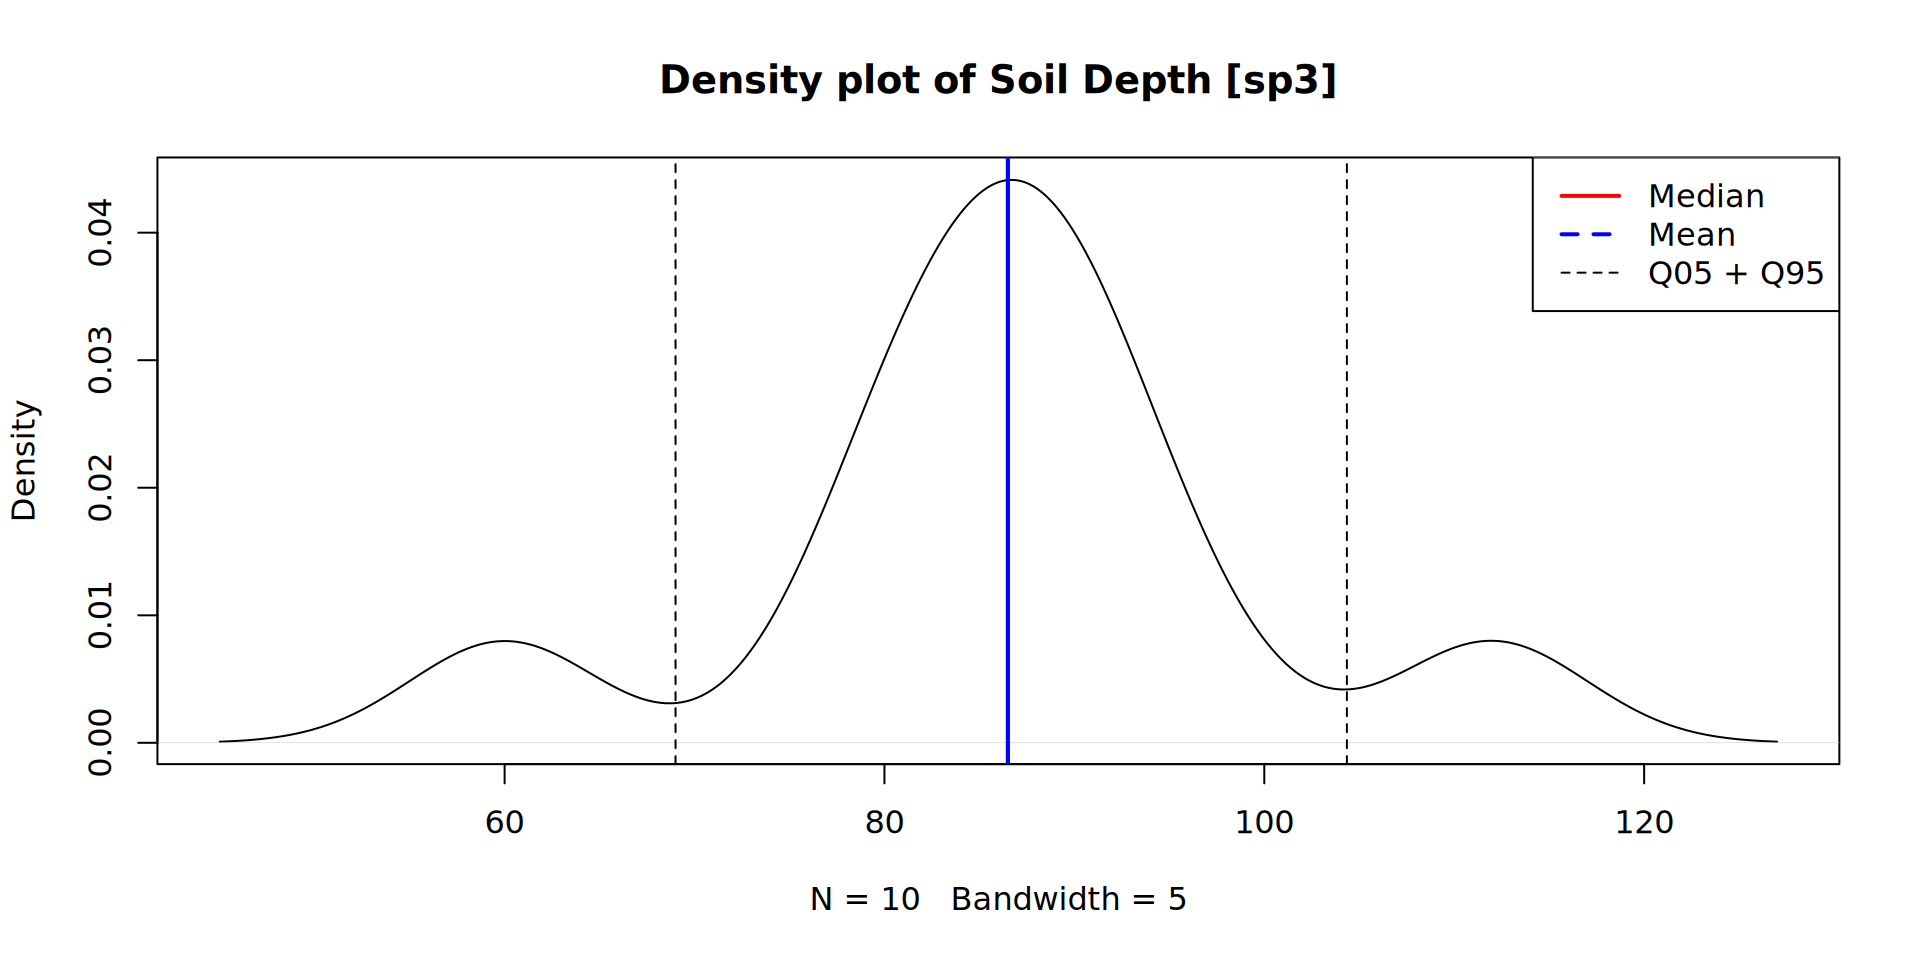 Density plot of Soil Depth [sp3]
Median
Mean
Q05 + Q95
Density
0.04
0.03
0.02
0.01
0.00
60 80 100 120
N = 10 Bandwidth = 5